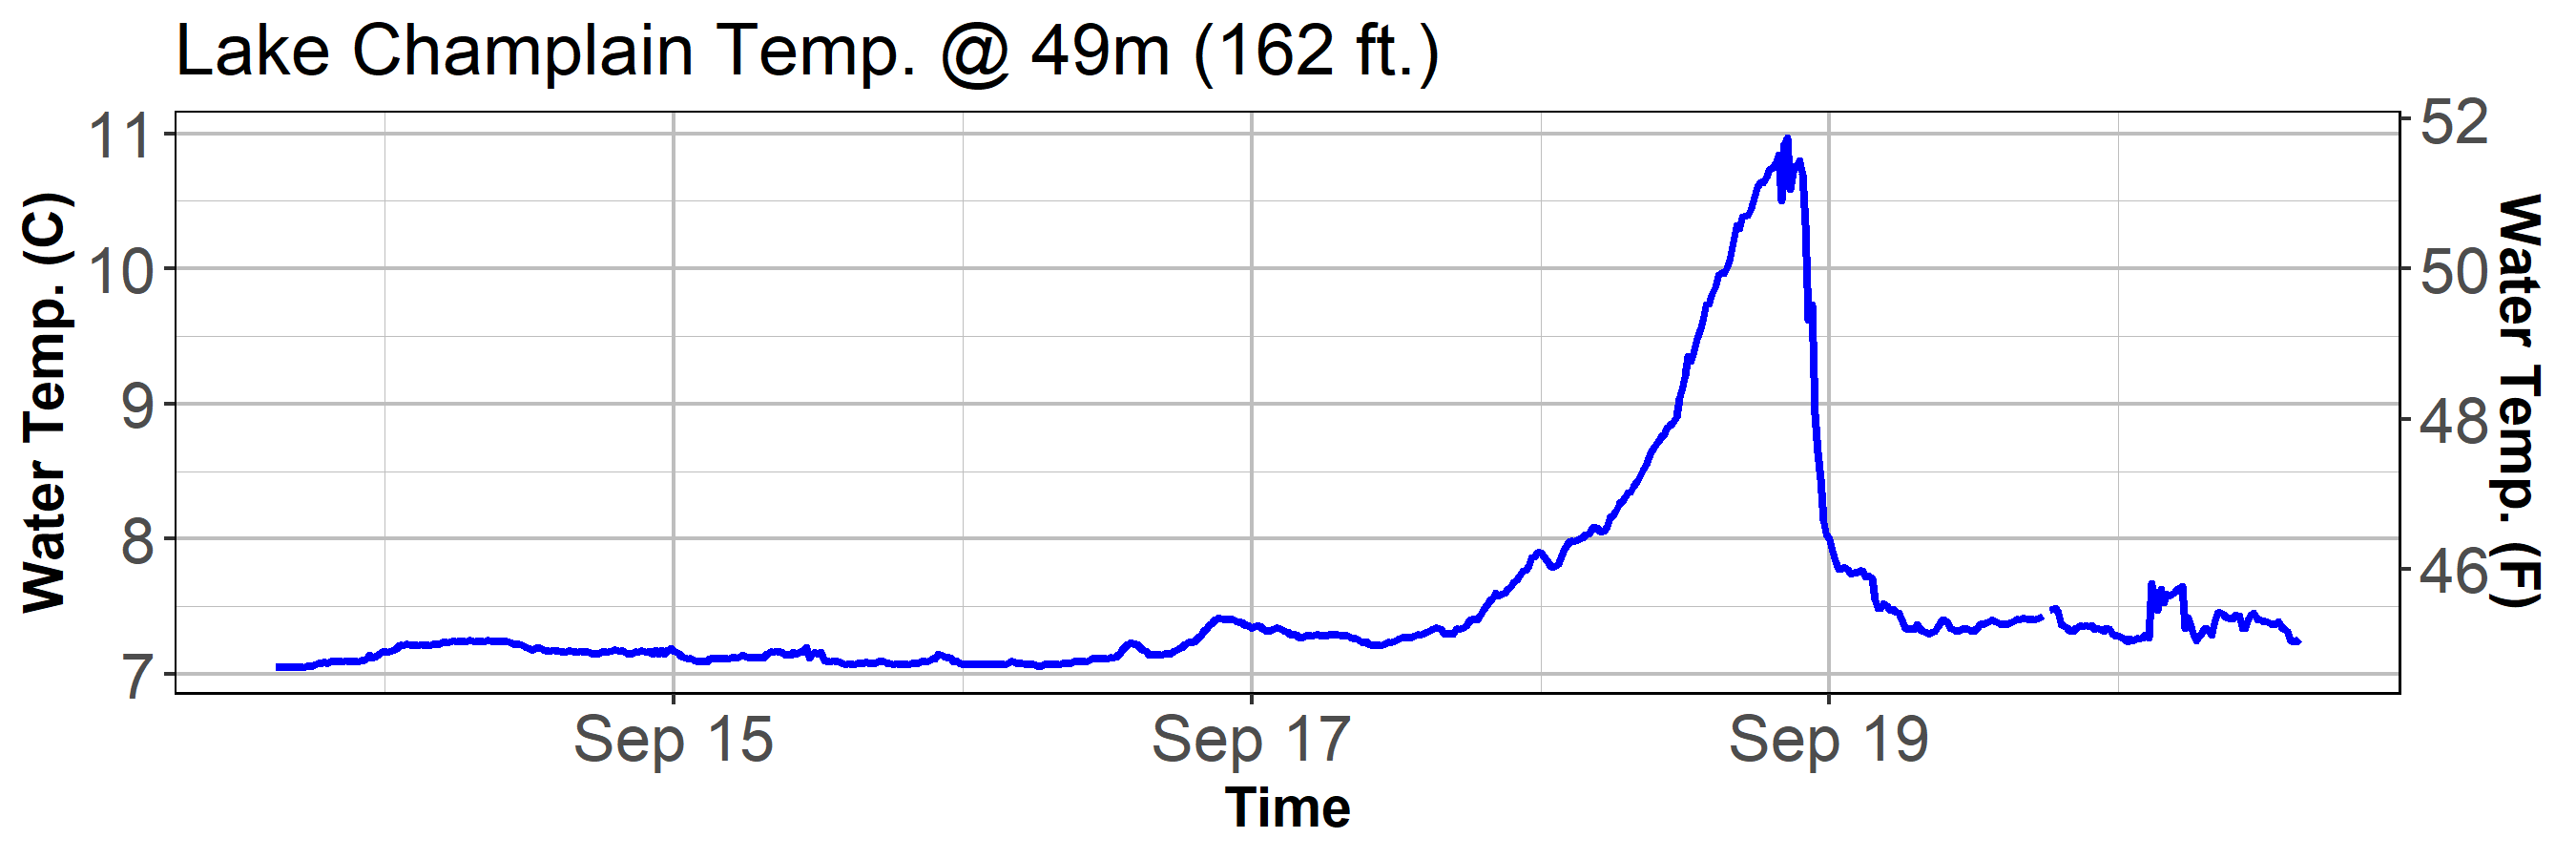 Lake Champlain Temp. @ 49m (162 ft.)
Water Temp. (C)
11
10
9
8
7
52
50
48
46
Water Temp. (F)
Sep 15
Sep 17
Sep 19
Time